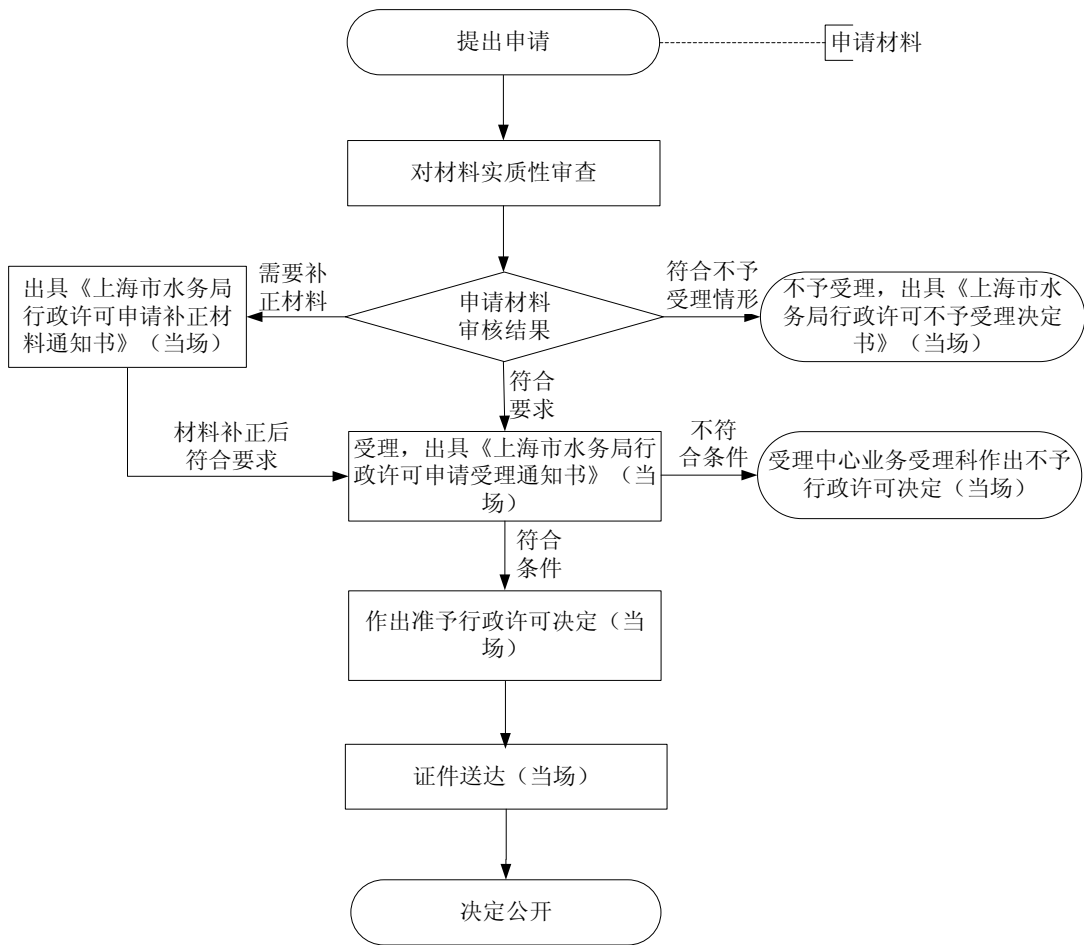 提出申请
申请材料
对材料实质性审查
需要补
正材料
符合不予
受理情形
出具《上海市水务局
行政许可申请补正材
料通知书》（当场）
申请材料
审核结果
不予受理，出具《上海市水
务局行政许可不予受理决定
书》（当场）
符合
要求
材料补正后
符合要求
受理，出具《上海市水务局行
政许可申请受理通知书》（当
场）
不符
合条件
受理中心业务受理科作出不予
行政许可决定（当场）
符合
条件
作出准予行政许可决定（当
场）
证件送达（当场）
决定公开